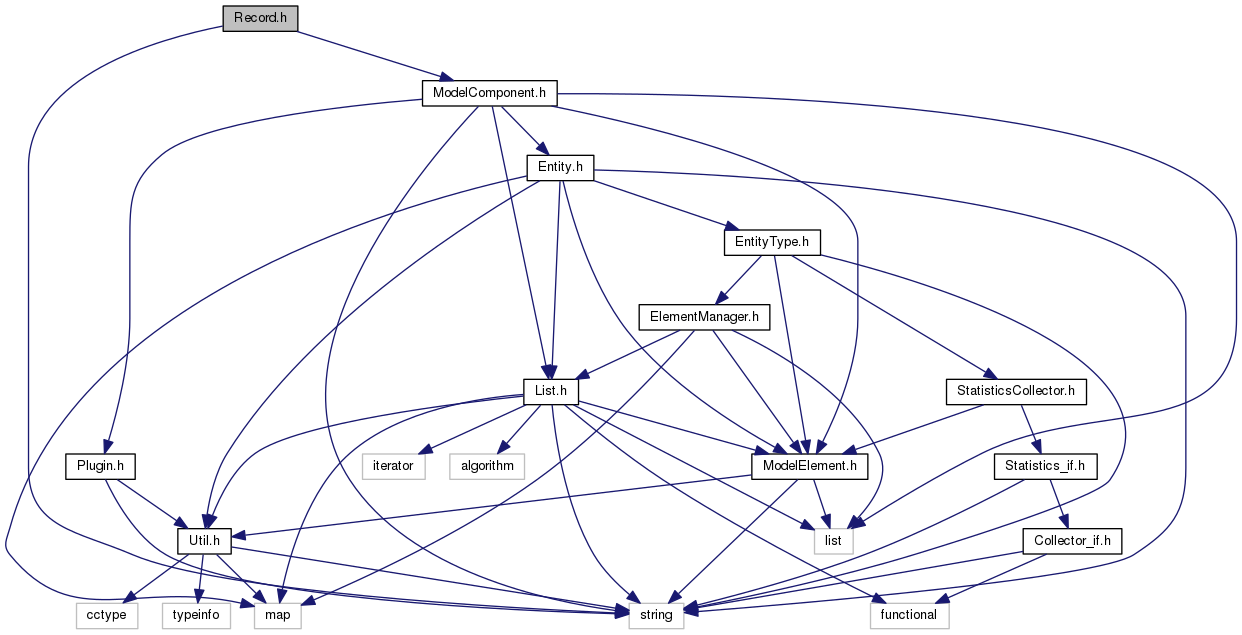 Record.h
ModelComponent.h
Entity.h
EntityType.h
ElementManager.h
List.h
StatisticsCollector.h
Plugin.h
iterator
algorithm
ModelElement.h
Statistics_if.h
Util.h
list
Collector_if.h
cctype
typeinfo
map
string
functional